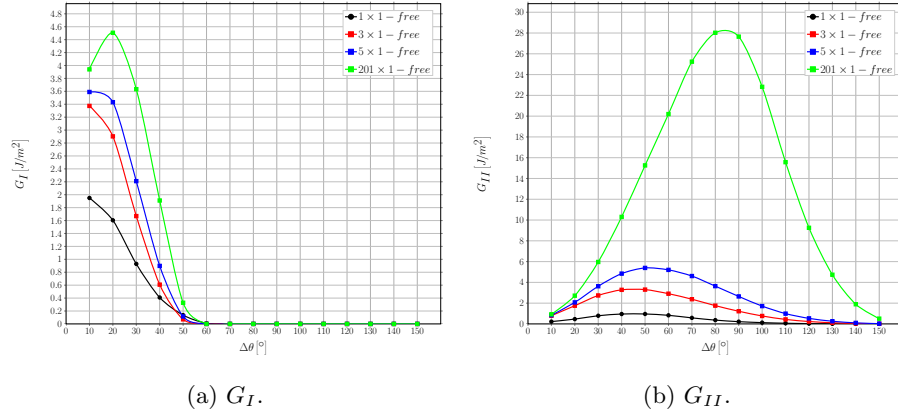 4.8
4.6
4.4
4.2
4
3.8
3.6
3.4
3.2
3
2.8
2.6
2.4
2.2
2
1.8
1.6
1.4
1.2
1
0.8
0.6
0.4
0.2
0
0 10 20 30 40 50 60 70 80 90 100 110 120 130 140 150
G_I [J/m²]
Δθ [°]
1 × 1 − free
3 × 1 − free
5 × 1 − free
201 × 1 − free
(a) G_I.
30
28
26
24
22
20
18
16
14
12
10
8
6
4
2
0
0 10 20 30 40 50 60 70 80 90 100 110 120 130 140 150
G_II [J/m²]
Δθ [°]
1 × 1 − free
3 × 1 − free
5 × 1 − free
201 × 1 − free
(b) G_II.